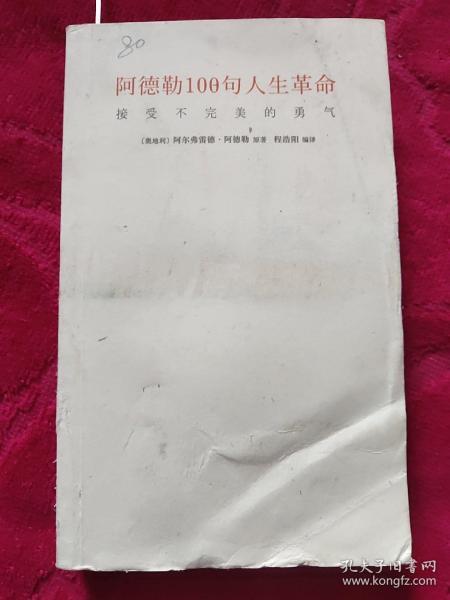 80
阿德勒100句人生革命
接受不完美的勇气
〔奥地利〕阿尔弗雷德·阿德勒 原著 程浩阳 编译
孔夫子旧书网
www.kongfz.com